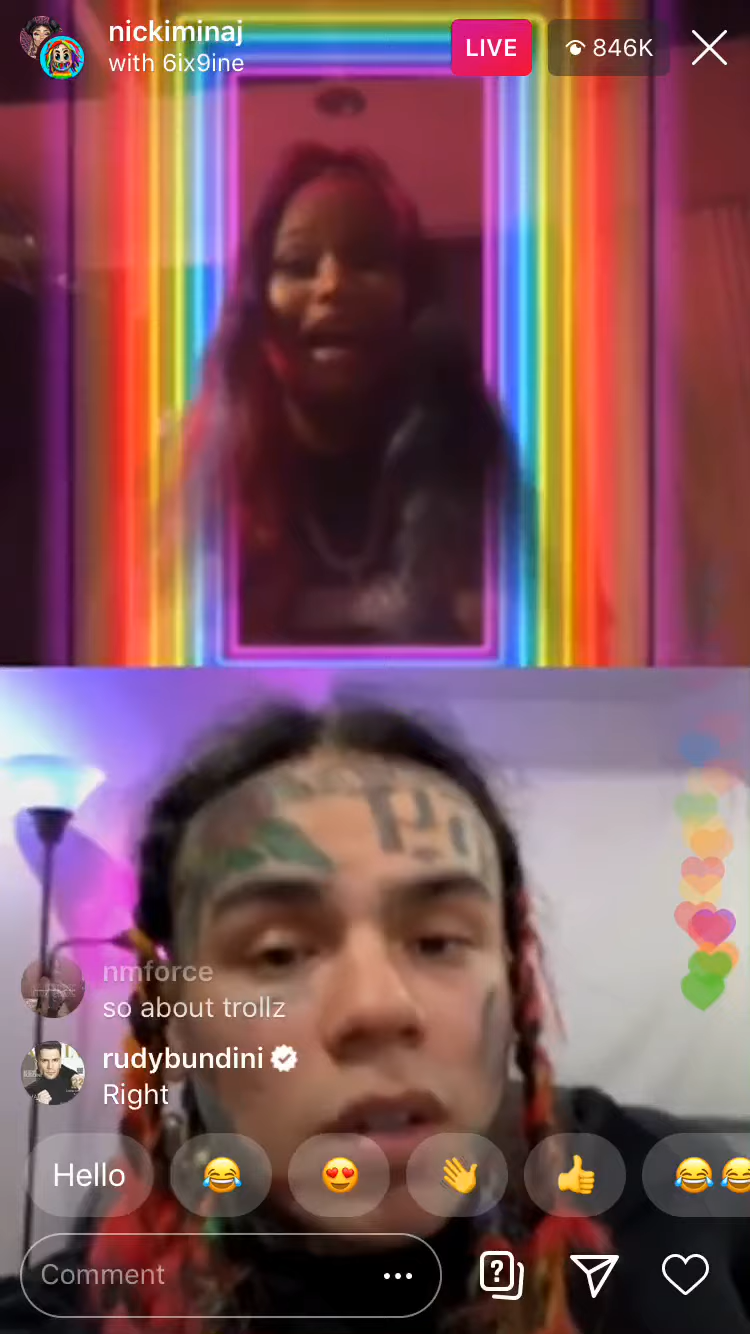 nickiminaj
with 6ix9ine
LIVE
846K
nmforce
so about trollz
rudybundini
Right
Hello
Comment